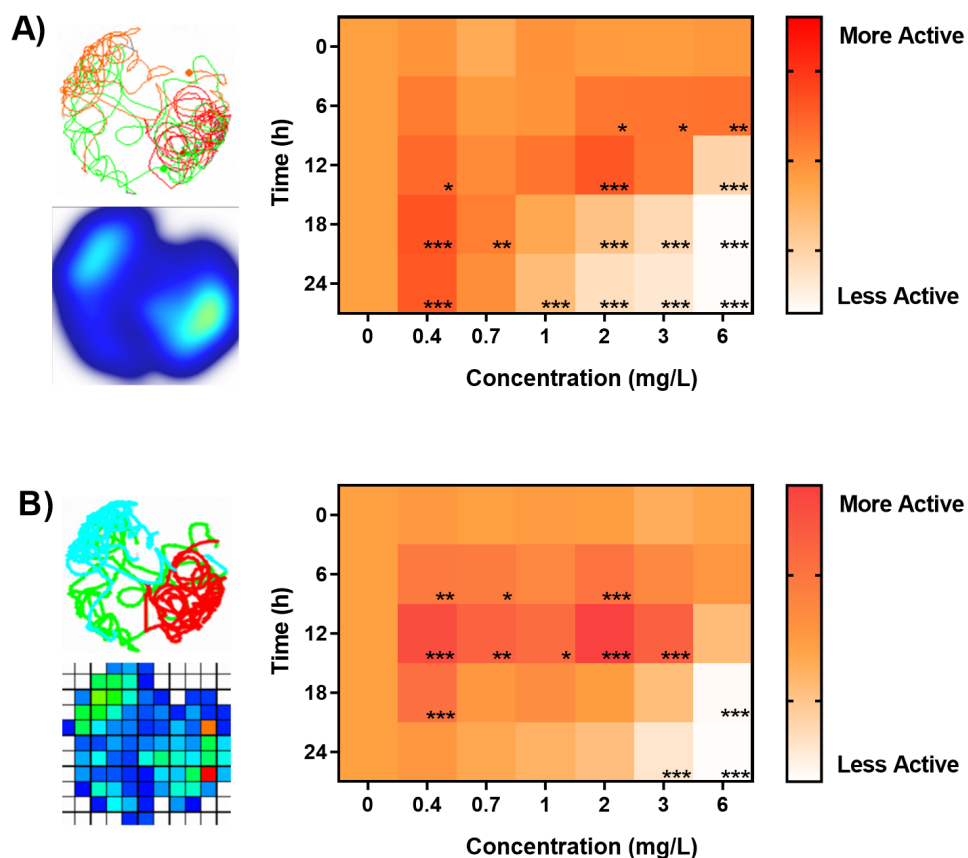 A)
Time (h)
0
6
* * **
12
* *** ***
18
*** ** *** *** ***
24
*** *** *** *** ***
0 0.4 0.7 1 2 3 6
Concentration (mg/L)
More Active
Less Active
B)
Time (h)
0
6
** * ***
12
*** ** * *** ***
18
*** ***
24
*** ***
0 0.4 0.7 1 2 3 6
Concentration (mg/L)
More Active
Less Active